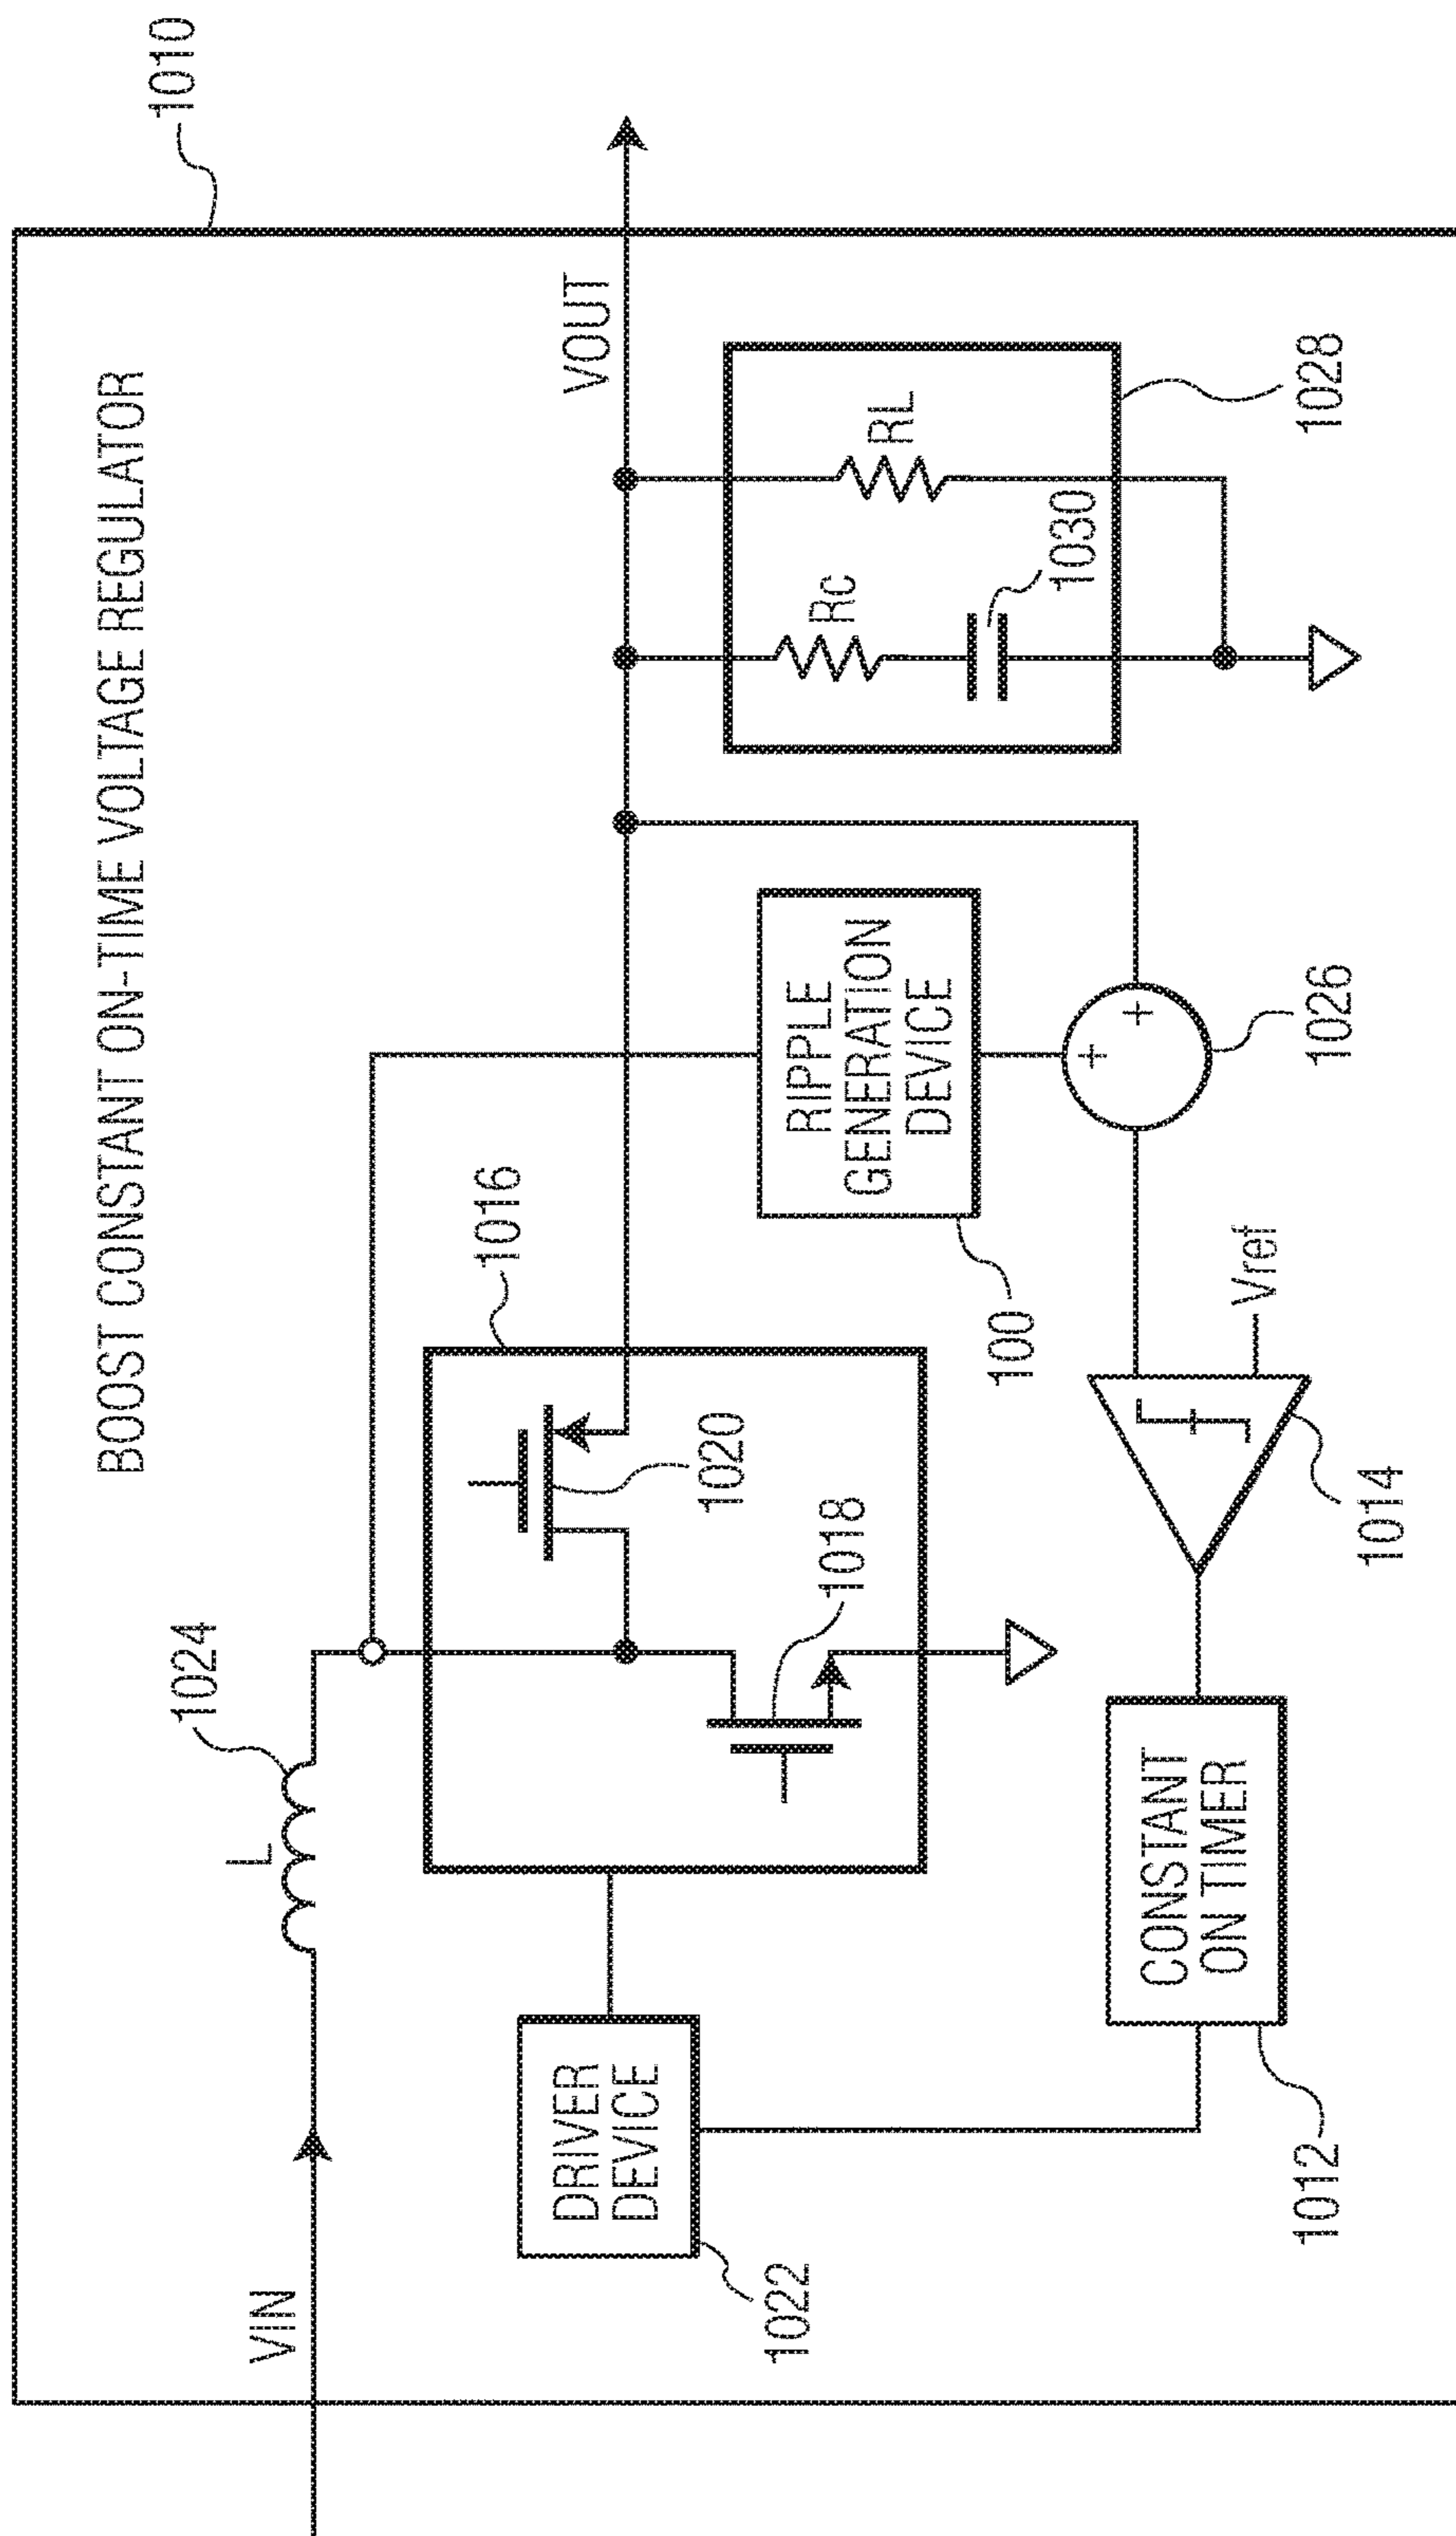 BOOST CONSTANT ON-TIME VOLTAGE REGULATOR
1010
VIN
L
1024
1016
VOUT
1020
1018
DRIVER
DEVICE
1022
RIPPLE
GENERATION
DEVICE
100
Rc
RL
1030
1028
+
+
1026
Vref
1014
CONSTANT
ON TIMER
1012